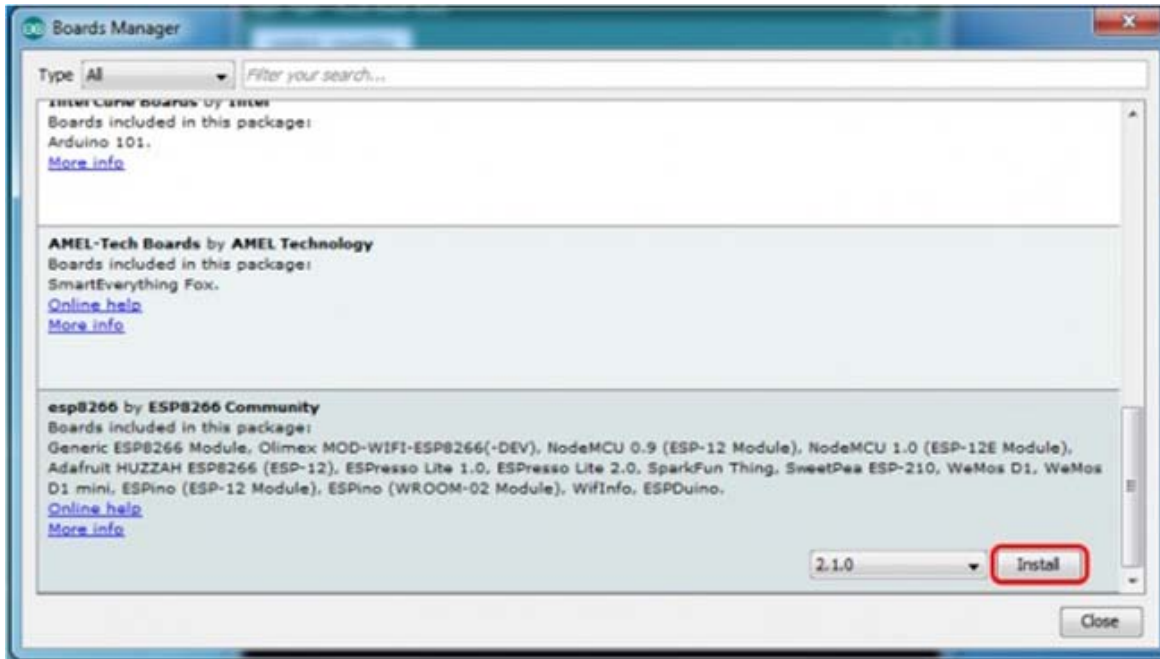 Boards Manager
Type All Filter your search...
Intel Curie Boards by Intel
Boards included in this package:
Arduino 101.
More info
AMEL-Tech Boards by AMEL Technology
Boards included in this package:
SmartEverything Fox.
Online help
More info
esp8266 by ESP8266 Community
Boards included in this package:
Generic ESP8266 Module, Olimex MOD-WIFI-ESP8266(-DEV), NodeMCU 0.9 (ESP-12 Module), NodeMCU 1.0 (ESP-12E Module),
Adafruit HUZZAH ESP8266 (ESP-12), ESPresso Lite 1.0, ESPresso Lite 2.0, SparkFun Thing, SweetPea ESP-210, WeMos D1, WeMos
D1 mini, ESPino (ESP-12 Module), ESPino (WROOM-02 Module), WifInfo, ESPDuino.
Online help
More info
2.1.0 Install
Close